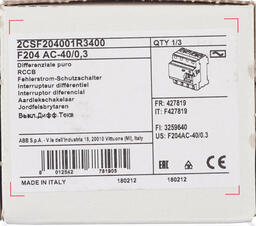 2CSF204001R3400
QTY 1/3
F204 AC-40/0,3
Differenziale puro
RCCB
Fehlerstrom-Schutzschalter
Interrupteur différentiel
Interruptor diferencial
Aardlekschakelaar
Jordfelsbrytaren
Выкл.Дифф.Тока
FR: 427819
IT: F427819
FI: 3259640
US: F204AC-40/0.3
ABB S.p.A. - V.le dell'Industria 18, 20010 Vittuone (MI), Italy
8 012542 781905
MADE IN ITALY
180212
180212